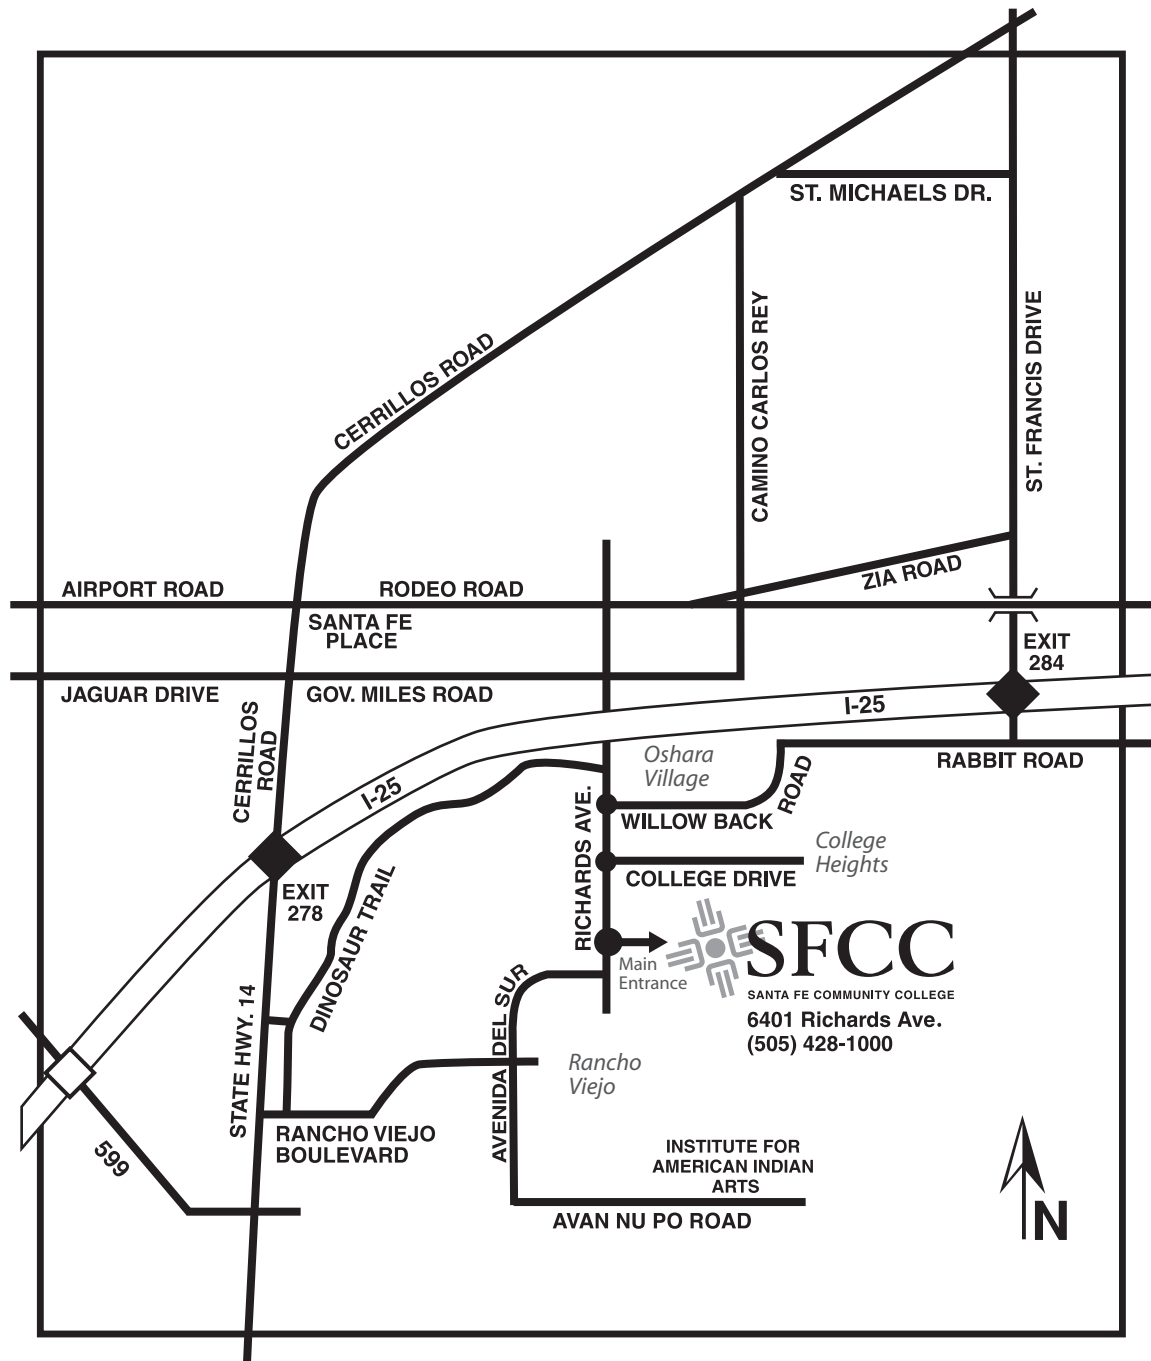 ST. MICHAELS DR.
CERRILLOS ROAD
CAMINO CARLOS REY
ST. FRANCIS DRIVE
ZIA ROAD
AIRPORT ROAD
RODEO ROAD
SANTA FE
PLACE
EXIT
284
JAGUAR DRIVE
GOV. MILES ROAD
I-25
CERRILLOS
ROAD
RABBIT ROAD
Oshara
Village
I-25
RICHARDS AVE.
WILLOW BACK
ROAD
College
Heights
COLLEGE DRIVE
EXIT
278
DINOSAUR TRAIL
Main
Entrance
SFCC
SANTA FE COMMUNITY COLLEGE
6401 Richards Ave.
(505) 428-1000
STATE HWY. 14
AVENIDA DEL SUR
Rancho
Viejo
RANCHO VIEJO
BOULEVARD
599
INSTITUTE FOR
AMERICAN INDIAN
ARTS
AVAN NU PO ROAD
N